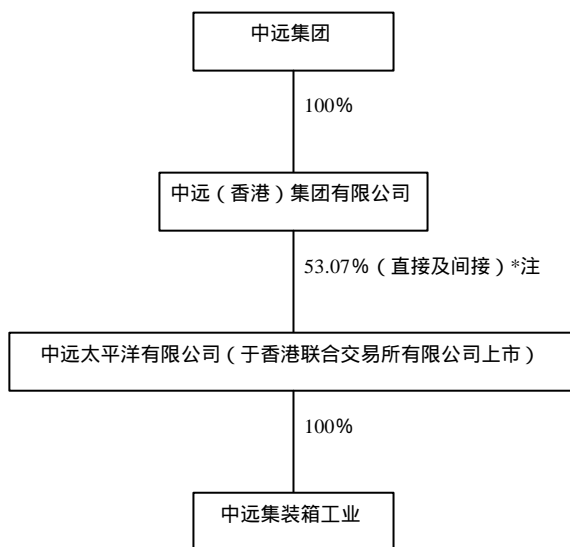 中远集团
100%
中远（香港）集团有限公司
53.07%（直接及间接）*注
中远太平洋有限公司（于香港联合交易所有限公司上市）
100%
中远集装箱工业